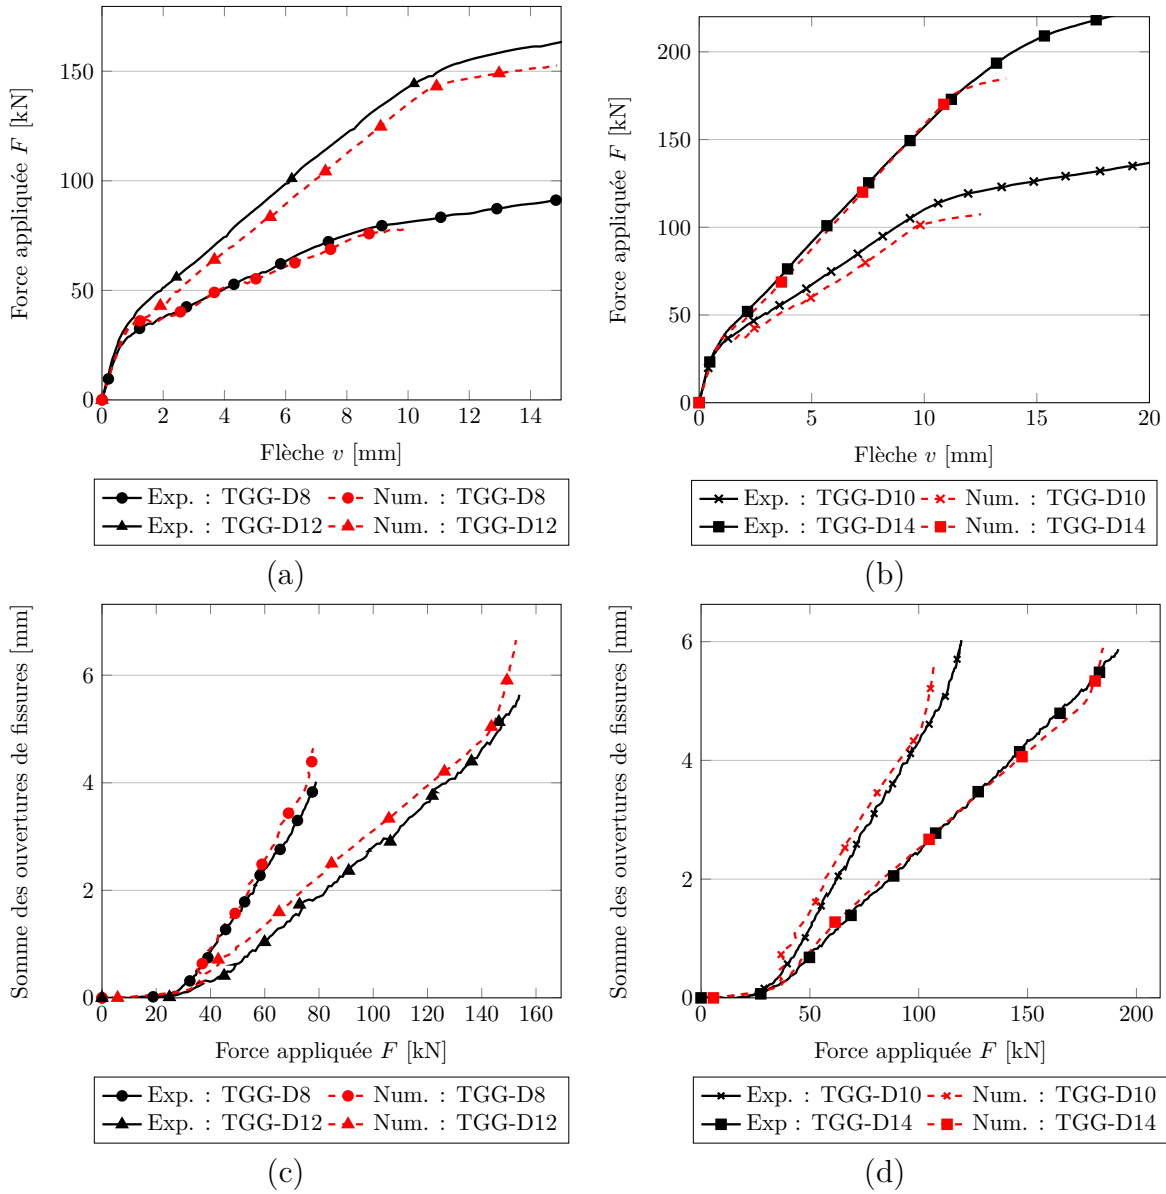 150
100
50
0
0 2 4 6 8 10 12 14
Force appliquée F [kN]
Flèche v [mm]
Exp. : TGG-D8 Num. : TGG-D8
Exp. : TGG-D12 Num. : TGG-D12
(a)
200
150
100
50
0
0 5 10 15 20
Force appliquée F [kN]
Flèche v [mm]
Exp. : TGG-D10 Num. : TGG-D10
Exp. : TGG-D14 Num. : TGG-D14
(b)
6
4
2
0
0 20 40 60 80 100 120 140 160
Somme des ouvertures de fissures [mm]
Force appliquée F [kN]
Exp. : TGG-D8 Num. : TGG-D8
Exp. : TGG-D12 Num. : TGG-D12
(c)
6
4
2
0
0 50 100 150 200
Somme des ouvertures de fissures [mm]
Force appliquée F [kN]
Exp. : TGG-D10 Num. : TGG-D10
Exp : TGG-D14 Num. : TGG-D14
(d)